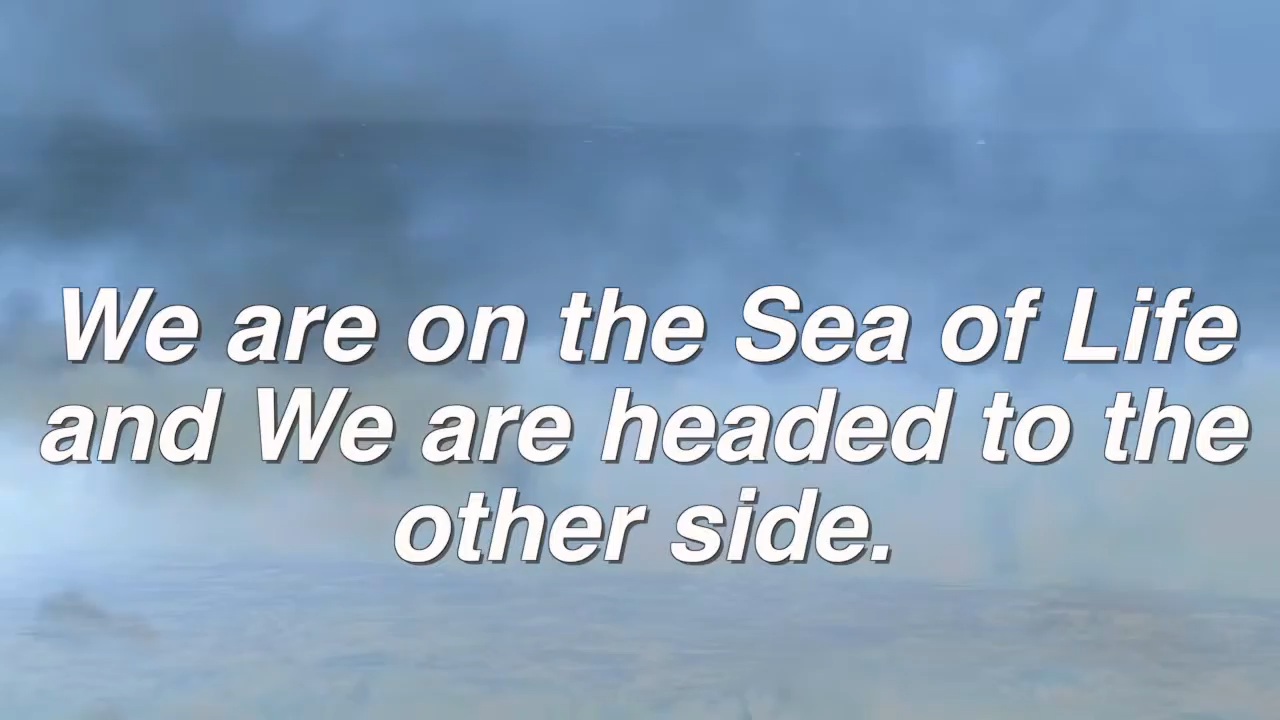 We are on the Sea of Life
and We are headed to the
other side.